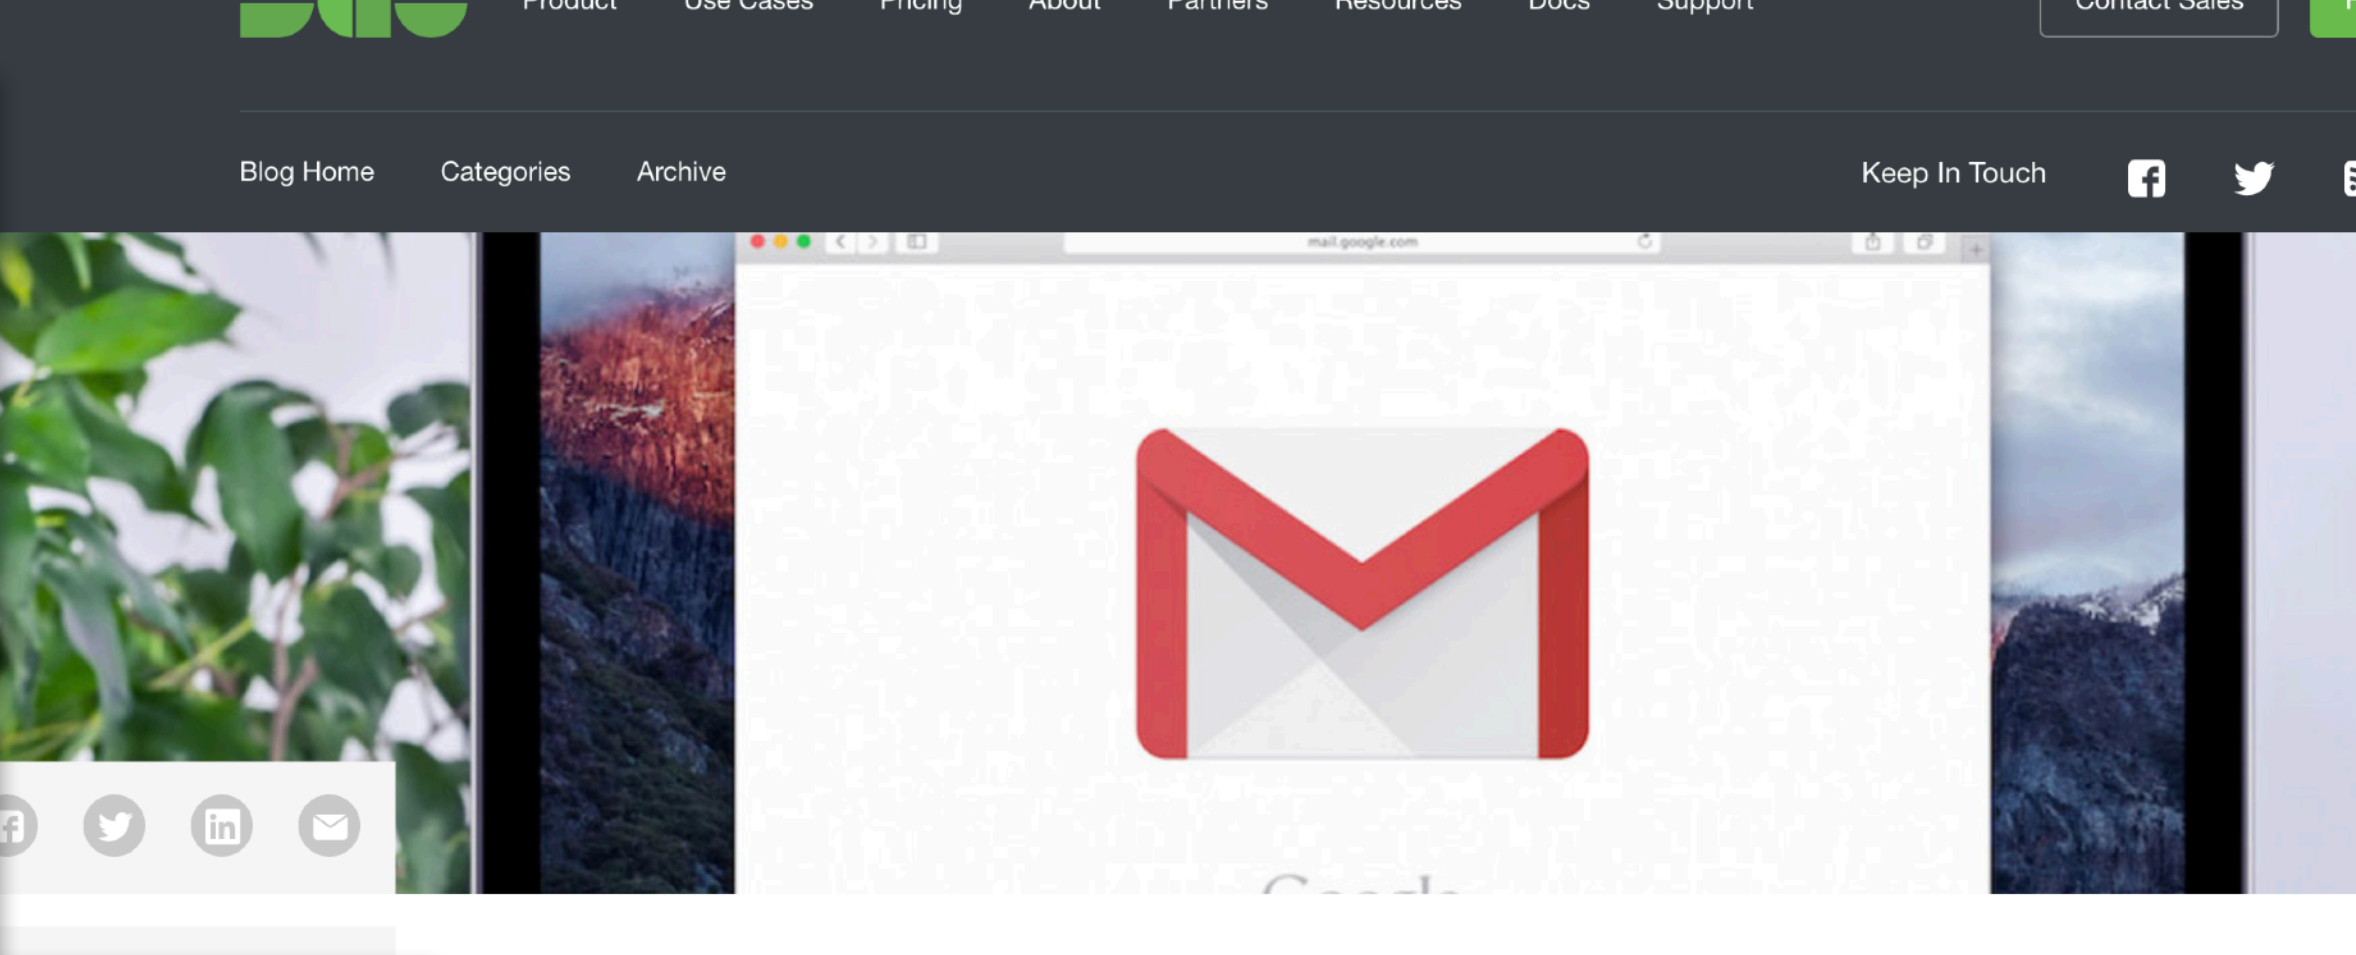 Product Use Cases Pricing About Partners Resources Docs Support Contact Sales
Blog Home Categories Archive Keep In Touch
mail.google.com
Google